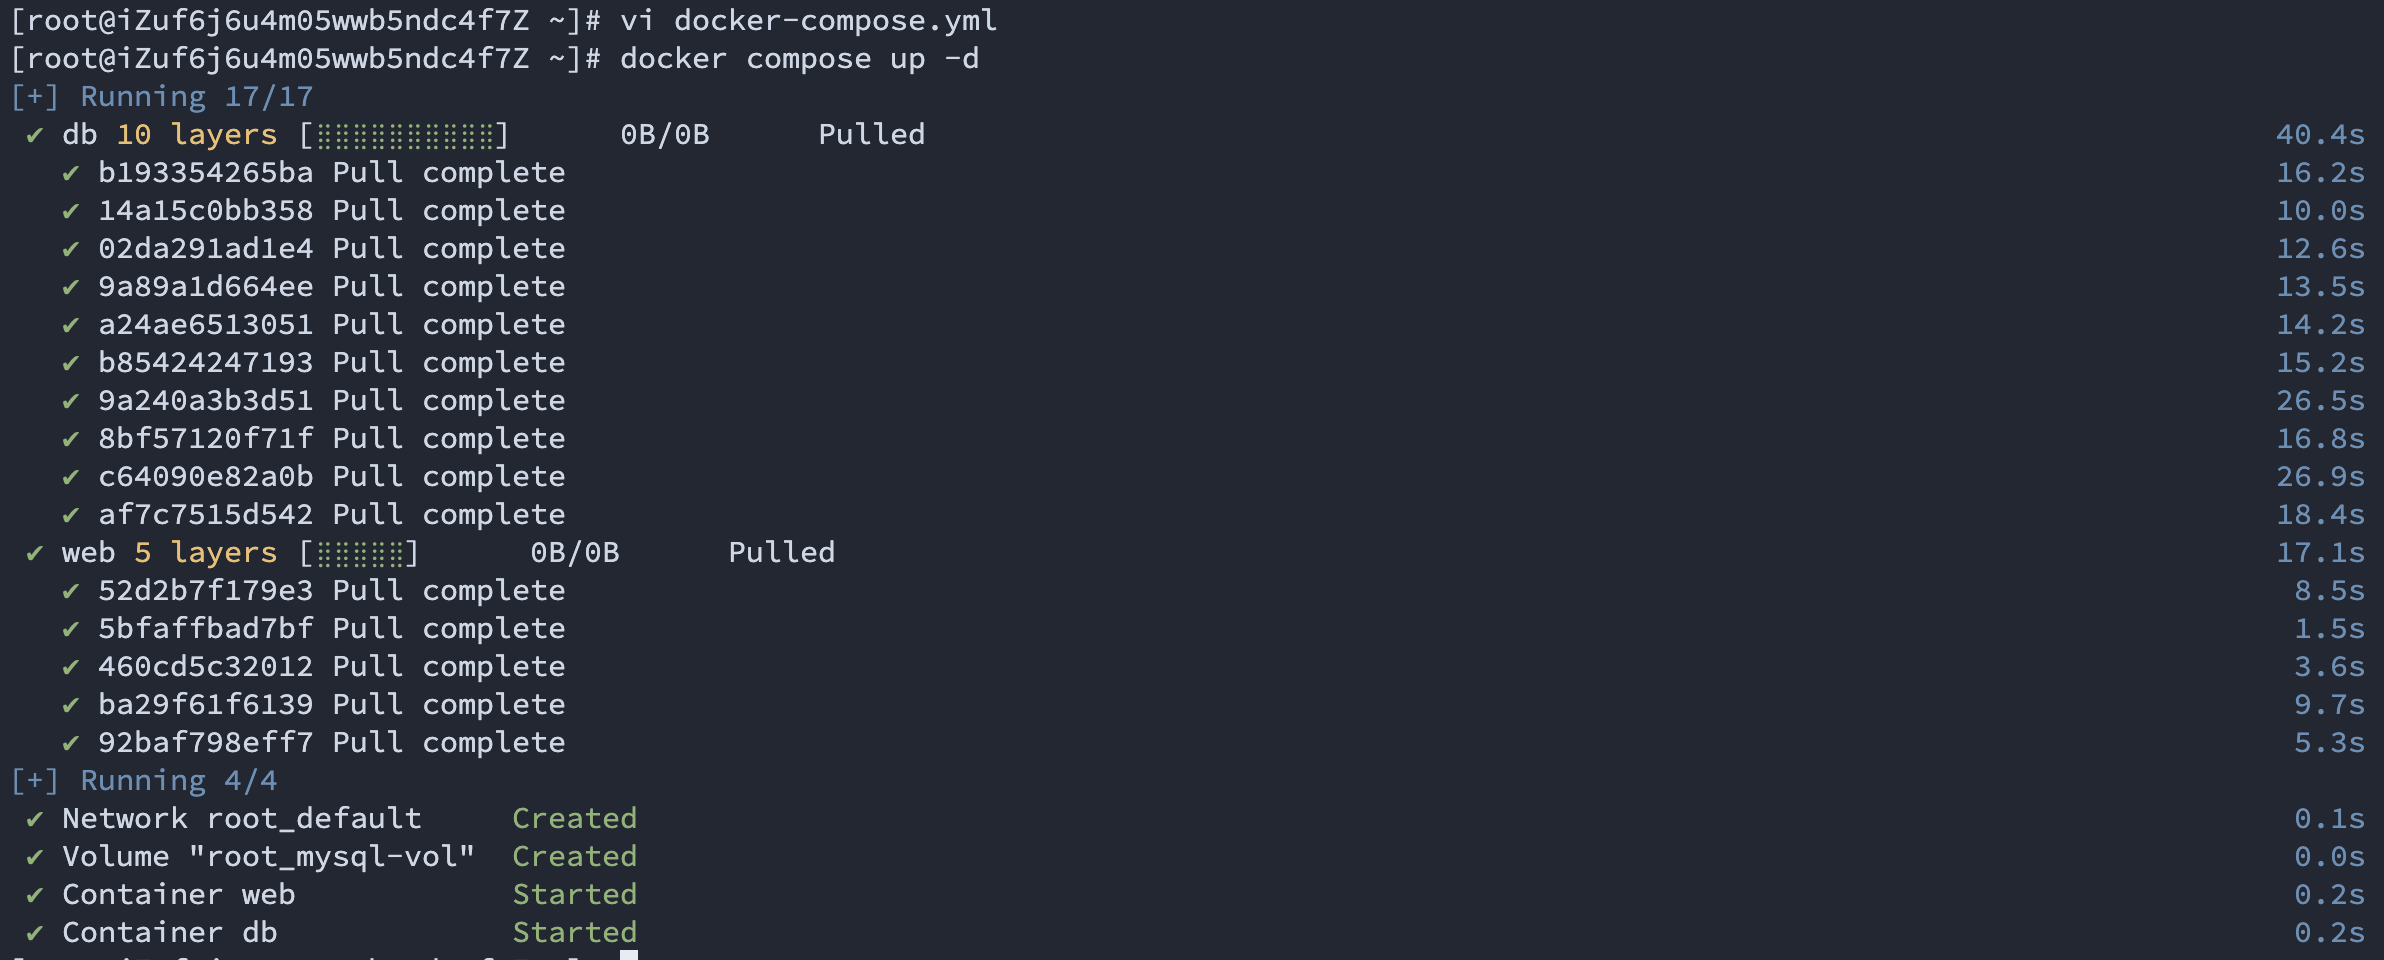 [root@iZuf6j6u4m05wwb5ndc4f7Z ~]# vi docker-compose.yml
[root@iZuf6j6u4m05wwb5ndc4f7Z ~]# docker compose up -d
[+] Running 17/17
✔ db 10 layers [⣿⣿⣿⣿⣿⣿⣿⣿⣿⣿] 0B/0B Pulled 40.4s
✔ b193354265ba Pull complete 16.2s
✔ 14a15c0bb358 Pull complete 10.0s
✔ 02da291ad1e4 Pull complete 12.6s
✔ 9a89a1d664ee Pull complete 13.5s
✔ a24ae6513051 Pull complete 14.2s
✔ b85424247193 Pull complete 15.2s
✔ 9a240a3b3d51 Pull complete 26.5s
✔ 8bf57120f71f Pull complete 16.8s
✔ c64090e82a0b Pull complete 26.9s
✔ af7c7515d542 Pull complete 18.4s
✔ web 5 layers [⣿⣿⣿⣿⣿] 0B/0B Pulled 17.1s
✔ 52d2b7f179e3 Pull complete 8.5s
✔ 5bfaffbad7bf Pull complete 1.5s
✔ 460cd5c32012 Pull complete 3.6s
✔ ba29f61f6139 Pull complete 9.7s
✔ 92baf798eff7 Pull complete 5.3s
[+] Running 4/4
✔ Network root_default Created 0.1s
✔ Volume "root_mysql-vol" Created 0.0s
✔ Container web Started 0.2s
✔ Container db Started 0.2s